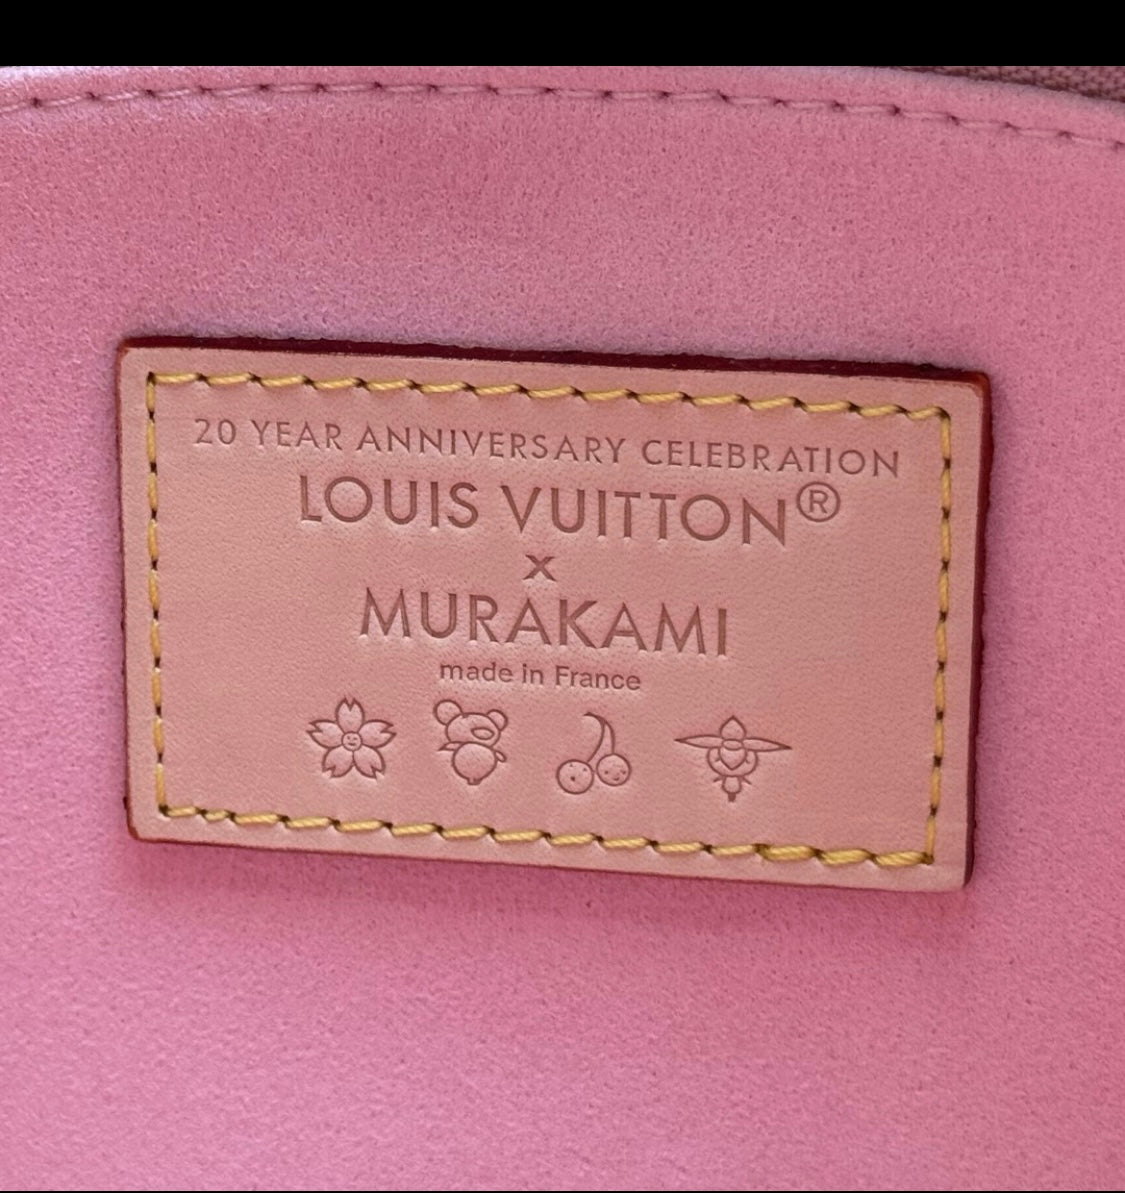 20 YEAR ANNIVERSARY CELEBRATION
LOUIS VUITTON®
x
MURAKAMI
made in France